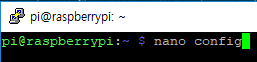 pi@raspberrypi: ~
pi@raspberrypi:~ $ nano config